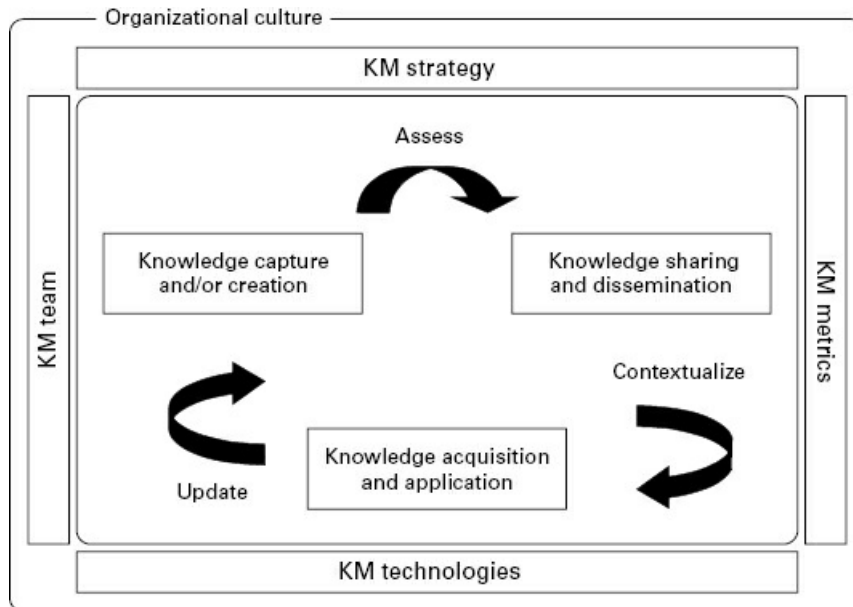 Organizational culture
KM strategy
Assess
Knowledge capture
and/or creation
Knowledge sharing
and dissemination
KM team
KM metrics
Contextualize
Knowledge acquisition
and application
Update
KM technologies